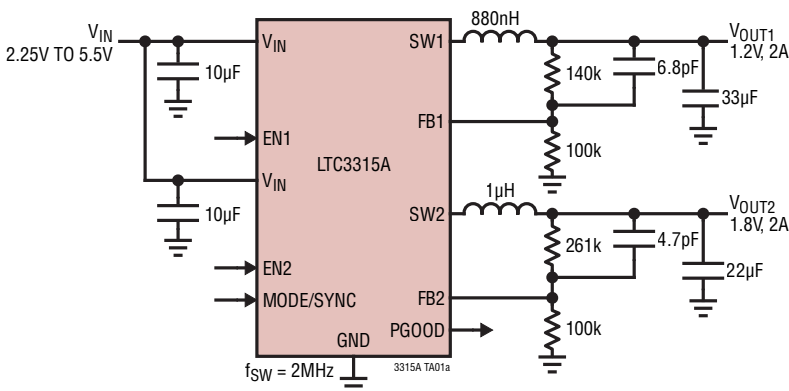 VIN
2.25V TO 5.5V
10µF
VIN
EN1
10µF
VIN
EN2
MODE/SYNC
LTC3315A
SW1
FB1
SW2
FB2
PGOOD
GND
fSW = 2MHz
3315A TA01a
880nH
140k
6.8pF
33µF
100k
VOUT1
1.2V, 2A
1µH
261k
4.7pF
22µF
100k
VOUT2
1.8V, 2A